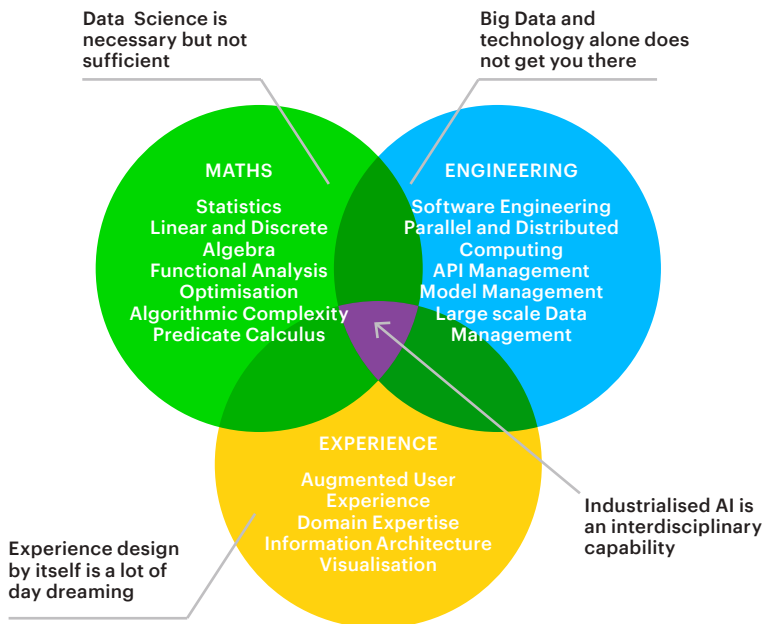 Data Science is
necessary but not
sufficient
Big Data and
technology alone does
not get you there
MATHS
Statistics
Linear and Discrete
Algebra
Functional Analysis
Optimisation
Algorithmic Complexity
Predicate Calculus
ENGINEERING
Software Engineering
Parallel and Distributed
Computing
API Management
Model Management
Large scale Data
Management
EXPERIENCE
Augmented User
Experience
Domain Expertise
Information Architecture
Visualisation
Industrialised AI is
an interdisciplinary
capability
Experience design
by itself is a lot of
day dreaming